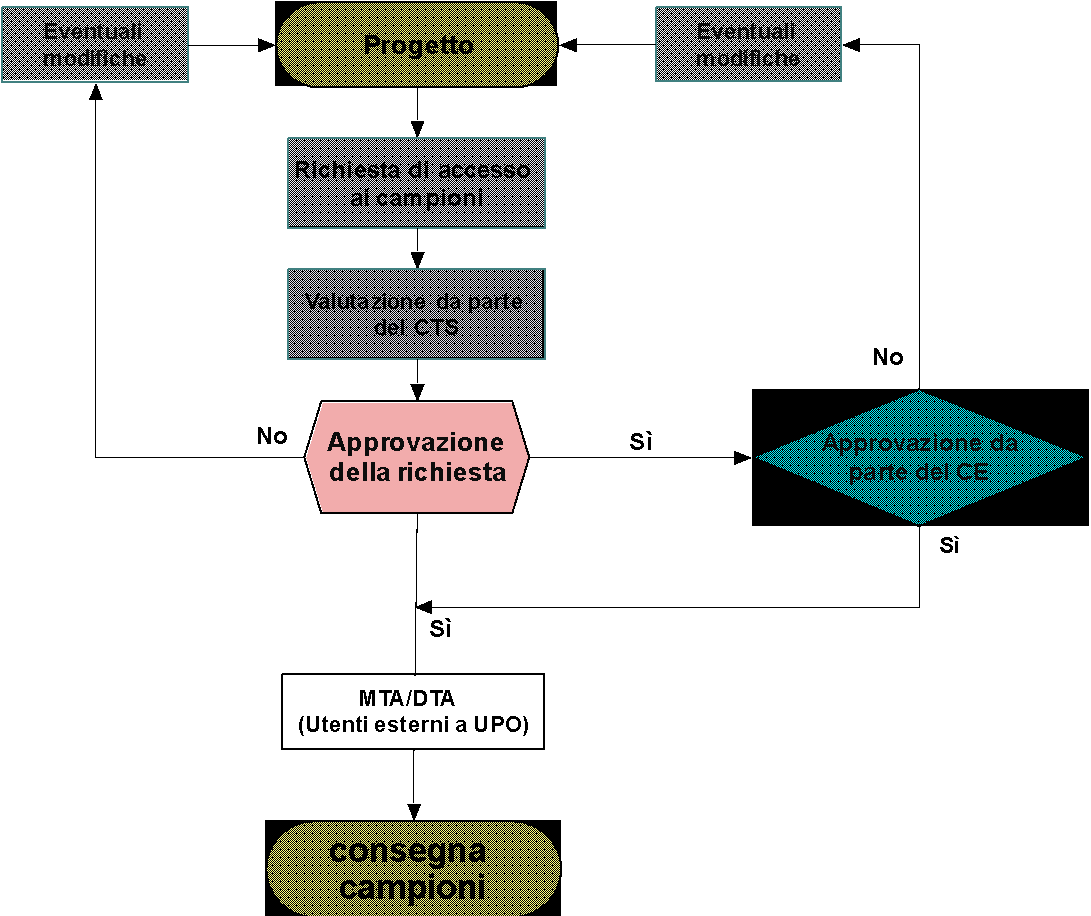 Eventuali
modifiche
Progetto
Eventuali
modifiche
Richiesta di accesso
ai campioni
Valutazione da parte
del CTS
No
No
Approvazione
della richiesta
Sì
Approvazione da
parte del CE
Sì
Sì
MTA/DTA
(Utenti esterni a UPO)
consegna
campioni